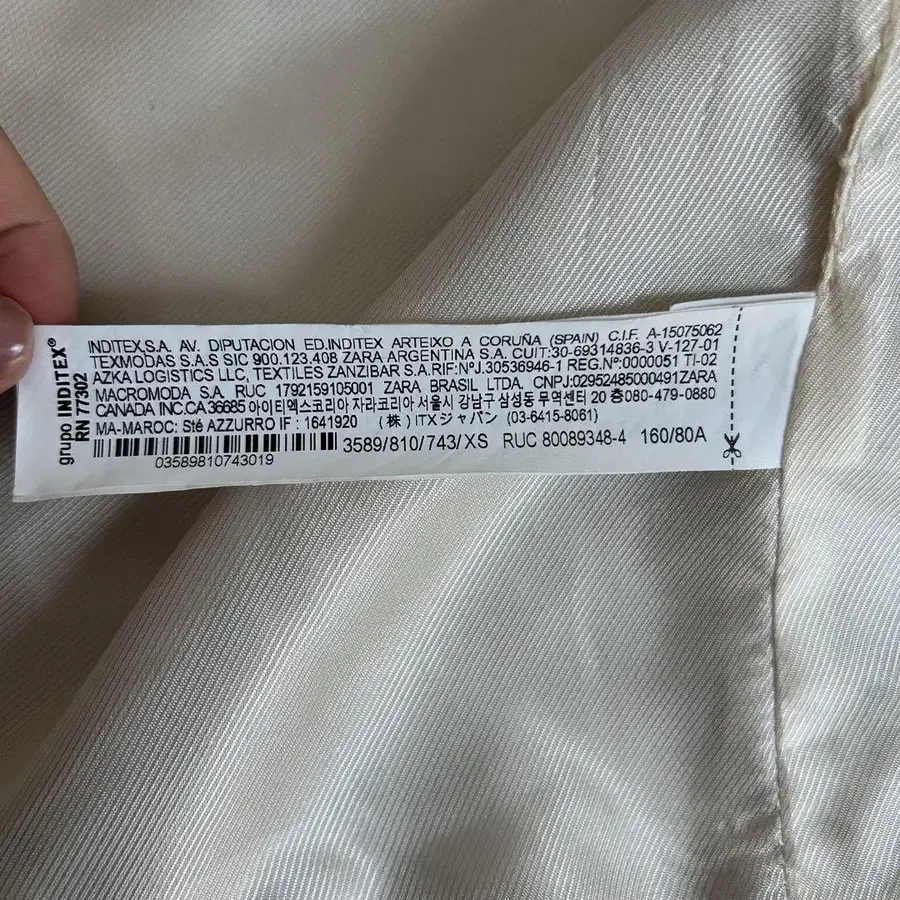 grupo INDITEX®
RN 77302
INDITEX,S.A. AV. DIPUTACION ED.INDITEX ARTEIXO A CORUÑA (SPAIN) C.I.F. A-15075062
TEXMODAS S.A.S SIC 900.123.408 ZARA ARGENTINA S.A. CUIT:30-69314836-3 V-127-01
AZKA LOGISTICS LLC, TEXTILES ZANZIBAR S.A.RIF:NºJ.30536946-1 REG.Nº:0000051 TI-02
MACROMODA S.A. RUC 1792159105001 ZARA BRASIL LTDA. CNPJ:02952485000491ZARA
CANADA INC.CA 36685 아이티엑스코리아 자라코리아 서울시 강남구 삼성동 무역센터 20 층080-479-0880
MA-MAROC: Sté AZZURRO IF : 1641920 (株) ITXジャパン (03-6415-8061)
3589/810/743/XS RUC 80089348-4 160/80A
03589810743019